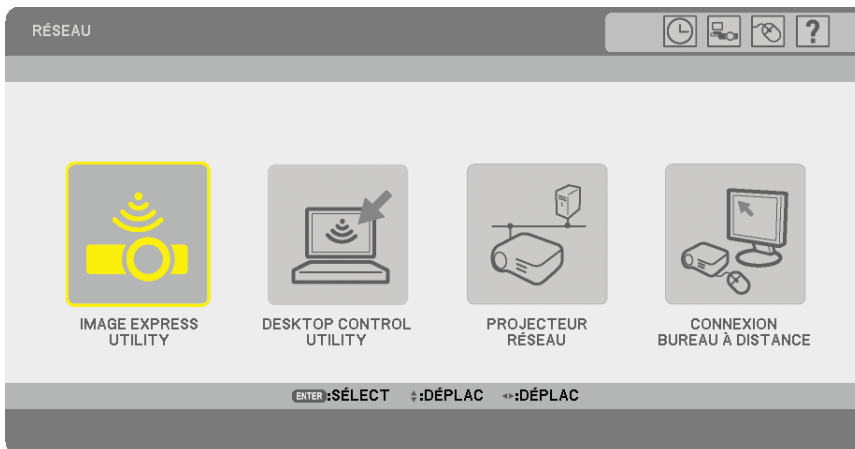 RÉSEAU
?
IMAGE EXPRESS
UTILITY
DESKTOP CONTROL
UTILITY
PROJECTEUR
RÉSEAU
CONNEXION
BUREAU À DISTANCE
ENTER:SÉLECT :DÉPLAC :DÉPLAC